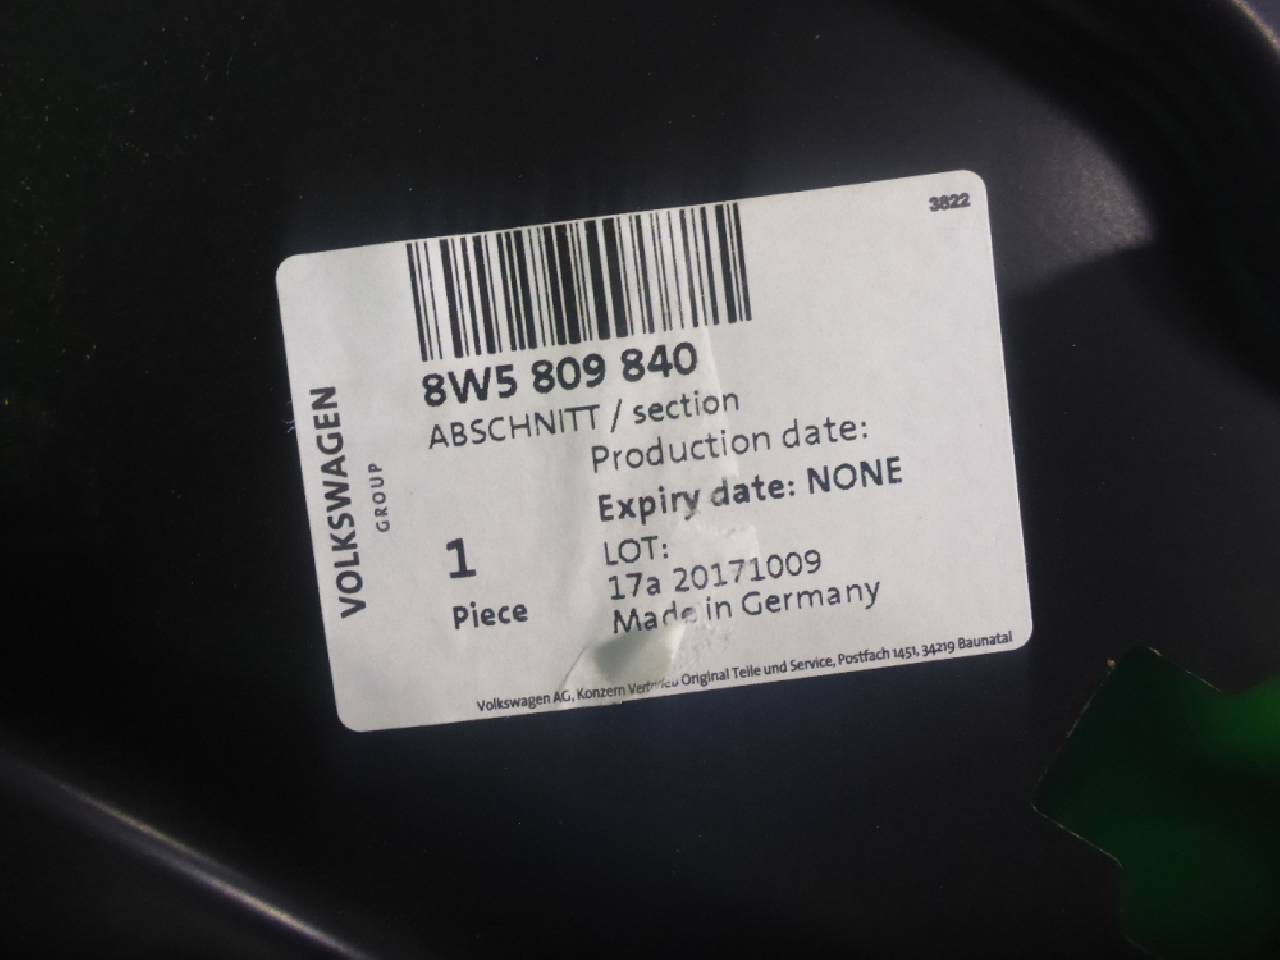 3822
VOLKSWAGEN
GROUP
8W5 809 840
ABSCHNITT / section
Production date:
Expiry date: NONE
1
Piece
LOT:
17a 20171009
Made in Germany
Volkswagen AG, Konzern Original Teile und Service, Postfach 1451, 34219 Baunatal